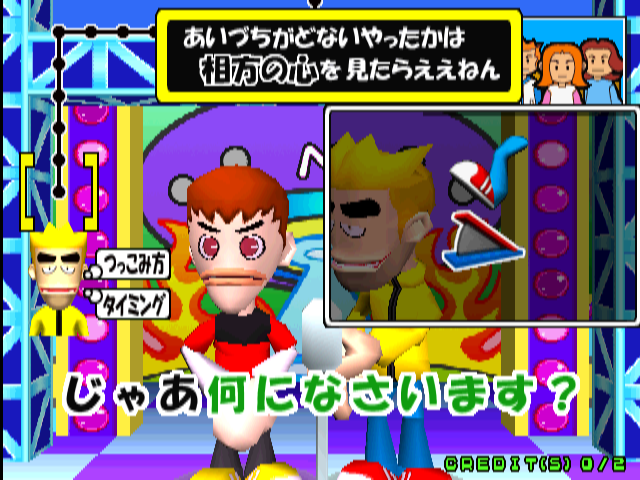 あいづちがどないやったかは
相方の心を見たらええねん
つっこみ方
タイミング
じゃあ何になさいます？
CREDIT(S) 0/2